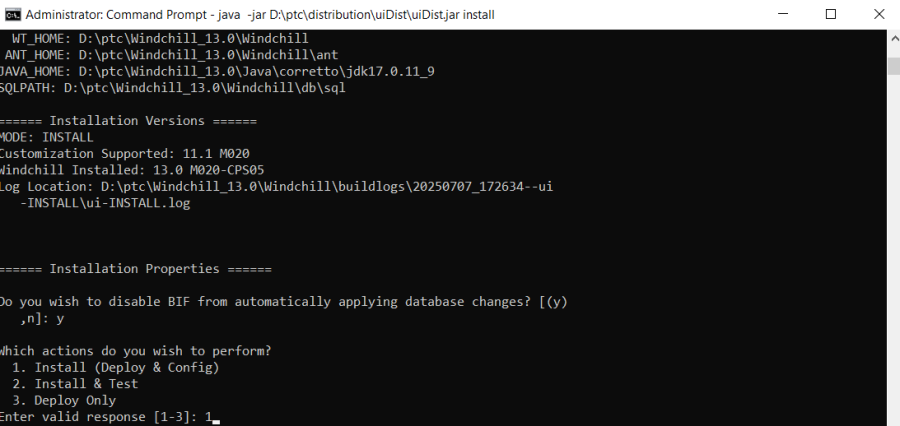 Administrator: Command Prompt - java  -jar D:\ptc\distribution\uiDist\uiDist.jar install
WT_HOME: D:\ptc\Windchill_13.0\Windchill
ANT_HOME: D:\ptc\Windchill_13.0\Windchill\ant
JAVA_HOME: D:\ptc\Windchill_13.0\Java\corretto\jdk17.0.11_9
SQLPATH: D:\ptc\Windchill_13.0\Windchill\db\sql
====== Installation Versions ======
MODE: INSTALL
Customization Supported: 11.1 M020
Windchill Installed: 13.0 M020-CPS05
Log Location: D:\ptc\Windchill_13.0\Windchill\buildlogs\20250707_172634--ui
-INSTALL\ui-INSTALL.log
====== Installation Properties ======
Do you wish to disable BIF from automatically applying database changes? [(y)
,n]: y
Which actions do you wish to perform?
1. Install (Deploy & Config)
2. Install & Test
3. Deploy Only
Enter valid response [1-3]: 1